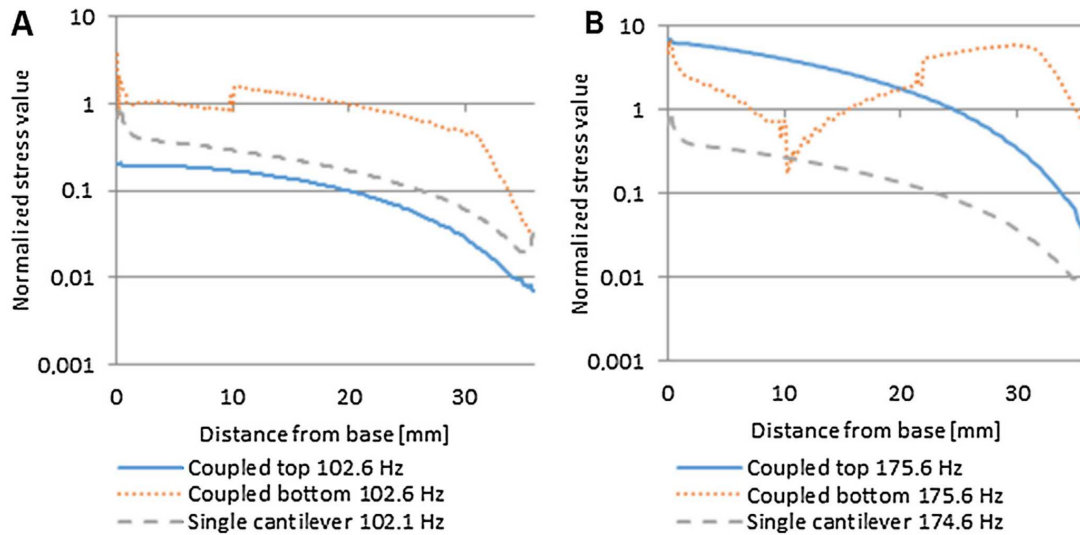 A
Normalized stress value
10
1
0.1
0.01
0,001
0 10 20 30
Distance from base [mm]
Coupled top 102.6 Hz
Coupled bottom 102.6 Hz
Single cantilever 102.1 Hz
B
Normalized stress value
10
1
0.1
0.01
0,001
0 10 20 30
Distance from base [mm]
Coupled top 175.6 Hz
Coupled bottom 175.6 Hz
Single cantilever 174.6 Hz